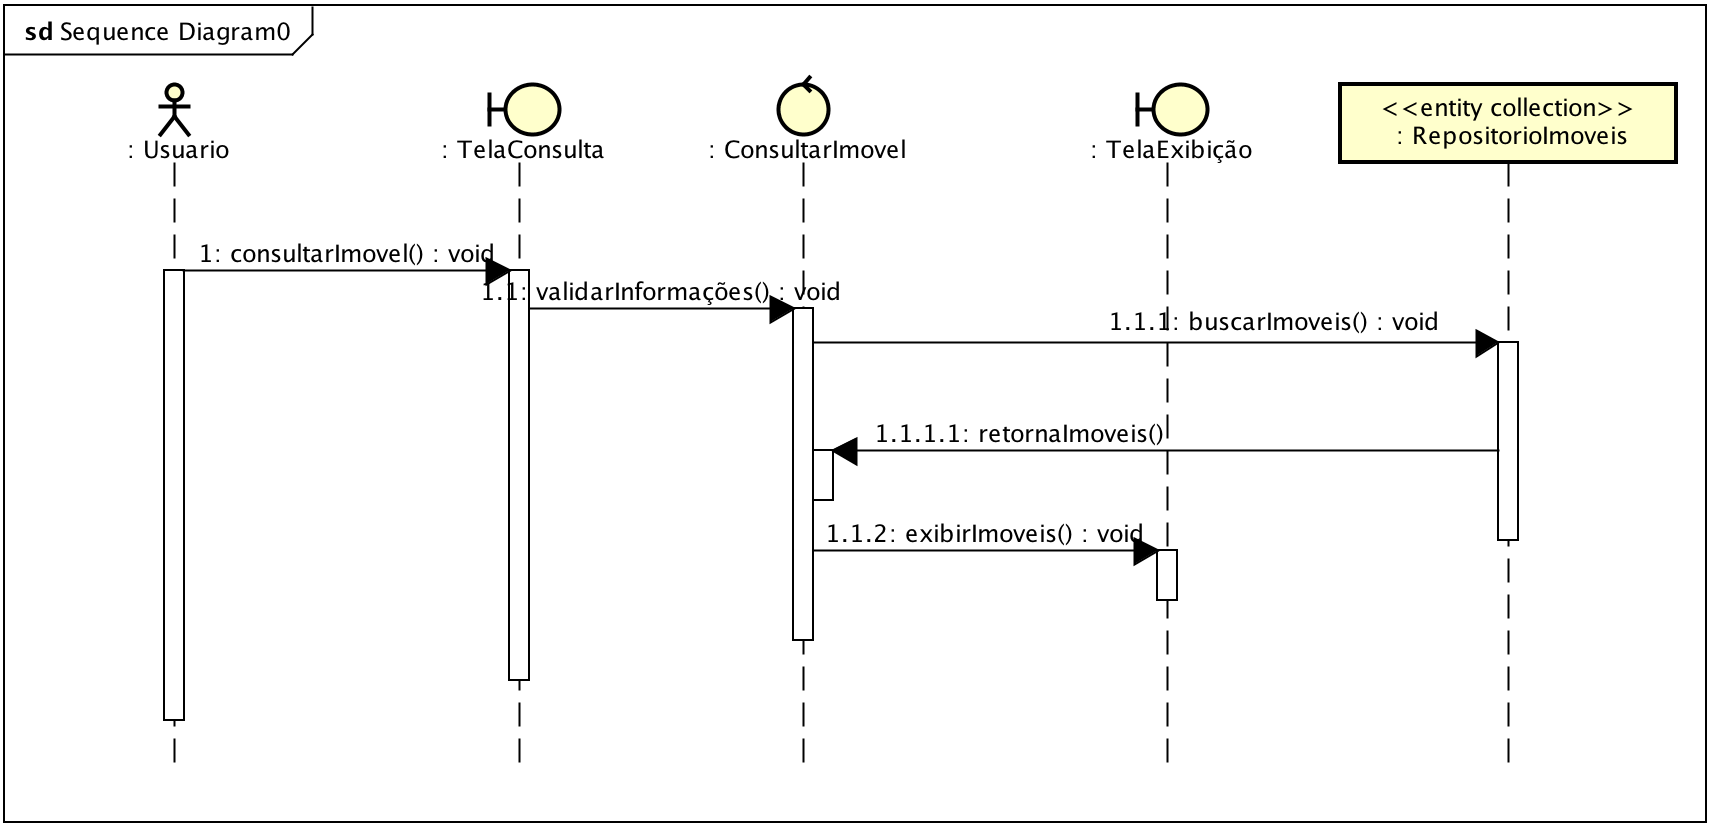 sd Sequence Diagram0
: Usuario
: TelaConsulta
: ConsultarImovel
: TelaExibição
<<entity collection>>
: RepositorioImoveis
1: consultarImovel() : void
1.1: validarInformações() : void
1.1.1: buscarImoveis() : void
1.1.1.1: retornaImoveis()
1.1.2: exibirImoveis() : void